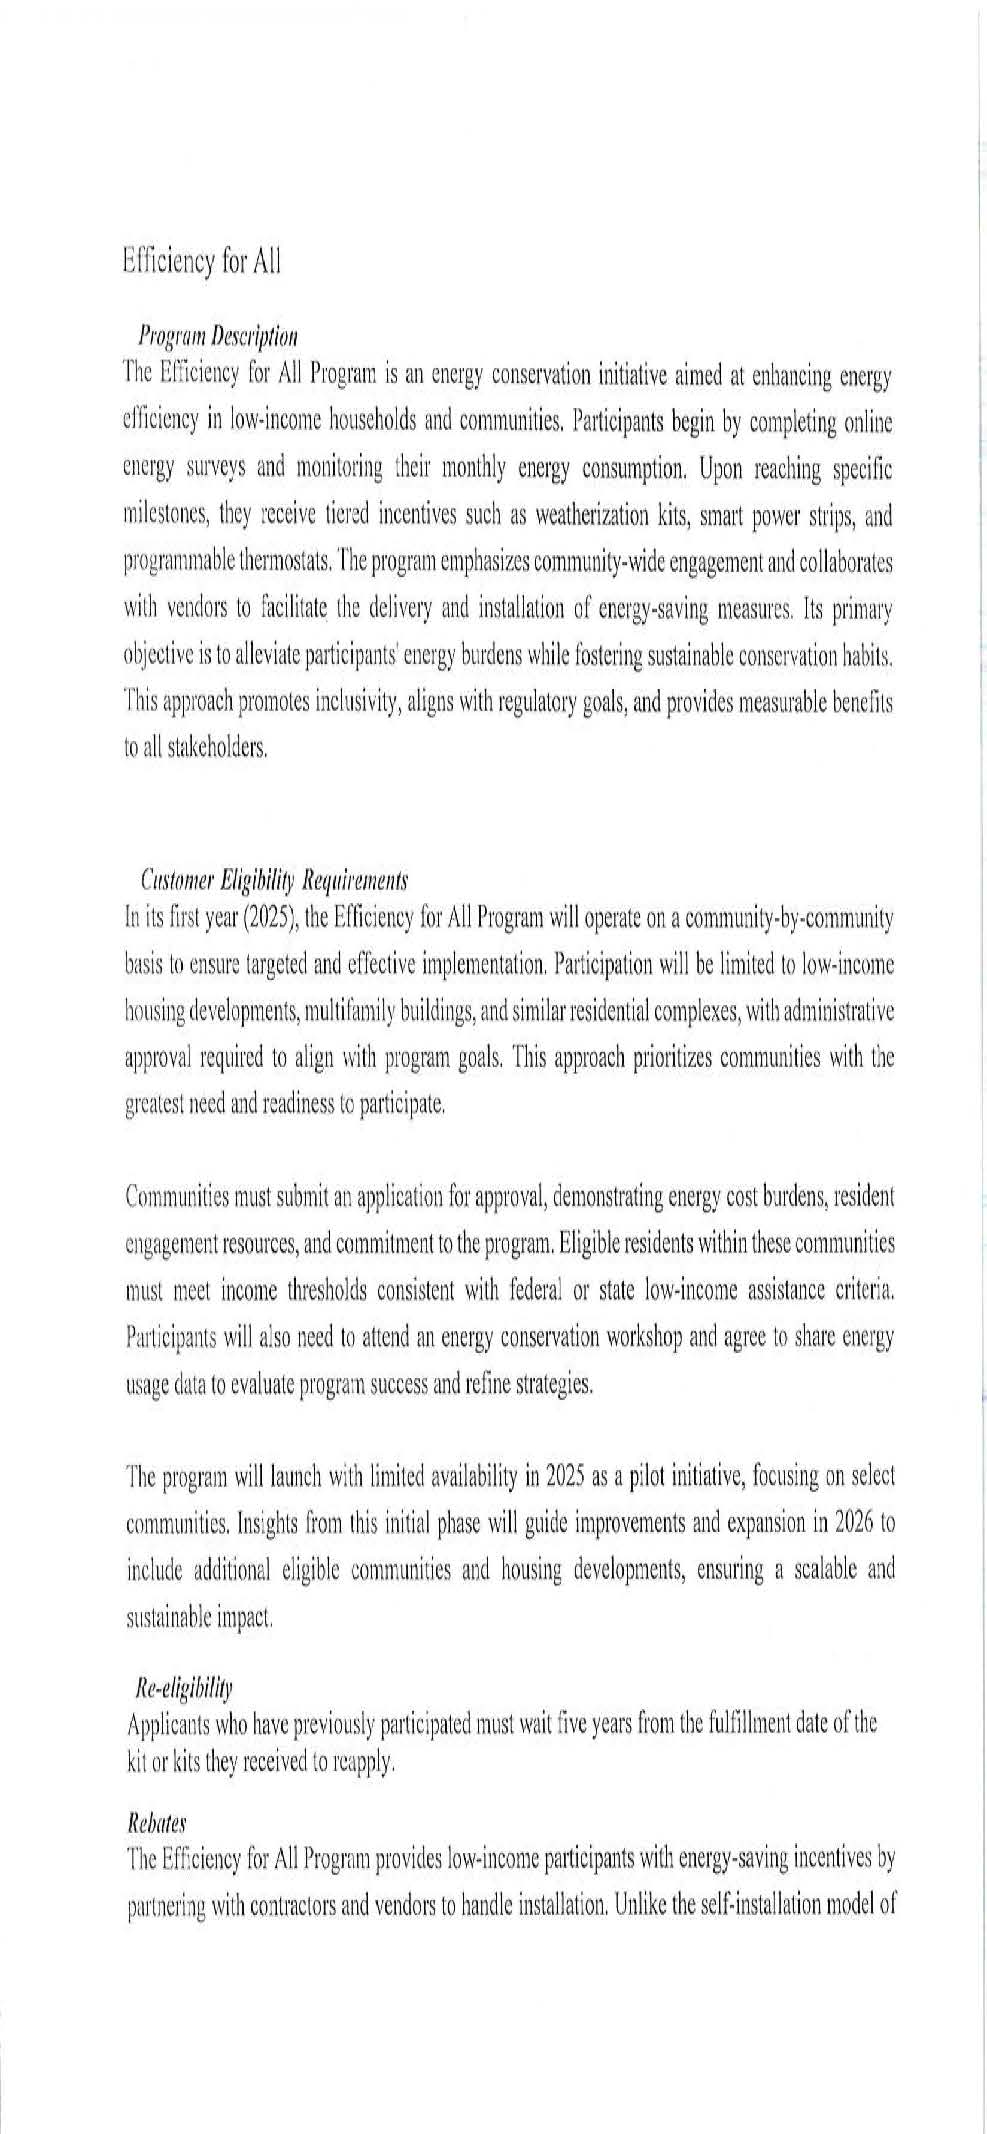 Efficiency for All
Program Description
The Efficiency for All Program is an energy conservation initiative aimed at enhancing energy
efficiency in low-income households and communities. Participants begin by completing online
energy surveys and monitoring their monthly energy consumption. Upon reaching specific
milestones, they receive tiered incentives such as weatherization kits, smart power strips, and
programmable thermostats. The program emphasizes community-wide engagement and collaborates
with vendors to facilitate the delivery and installation of energy-saving measures. Its primary
objective is to alleviate participants' energy burdens while fostering sustainable conservation habits.
This approach promotes inclusivity, aligns with regulatory goals, and provides measurable benefits
to all stakeholders.
Customer Eligibility Requirements
In its first year (2025), the Efficiency for All Program will operate on a community-by-community
basis to ensure targeted and effective implementation. Participation will be limited to low-income
housing developments, multifamily buildings, and similar residential complexes, with administrative
approval required to align with program goals. This approach prioritizes communities with the
greatest need and readiness to participate.
Communities must submit an application for approval, demonstrating energy cost burdens, resident
engagement resources, and commitment to the program. Eligible residents within these communities
must meet income thresholds consistent with federal or state low-income assistance criteria.
Participants will also need to attend an energy conservation workshop and agree to share energy
usage data to evaluate program success and refine strategies.
The program will launch with limited availability in 2025 as a pilot initiative, focusing on select
communities. Insights from this initial phase will guide improvements and expansion in 2026 to
include additional eligible communities and housing developments, ensuring a scalable and
sustainable impact.
Re-eligibility
Applicants who have previously participated must wait five years from the fulfillment date of the
kit or kits they received to reapply.
Rebates
The Efficiency for All Program provides low-income participants with energy-saving incentives by
partnering with contractors and vendors to handle installation. Unlike the self-installation model of